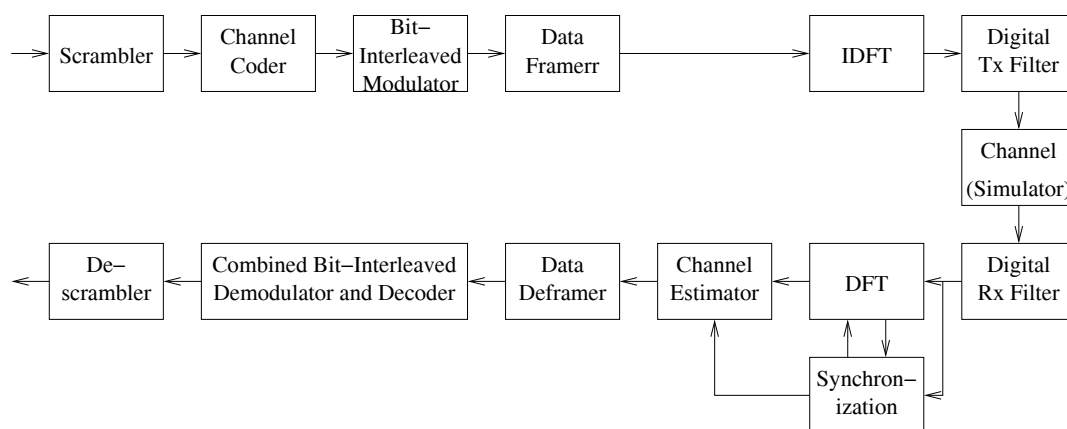 Scrambler
Channel
Coder
Bit−
Interleaved
Modulator
Data
Framerr
IDFT
Digital
Tx Filter
Channel
(Simulator)
De−
scrambler
Combined Bit−Interleaved
Demodulator and Decoder
Data
Deframer
Channel
Estimator
DFT
Digital
Rx Filter
Synchron−
ization